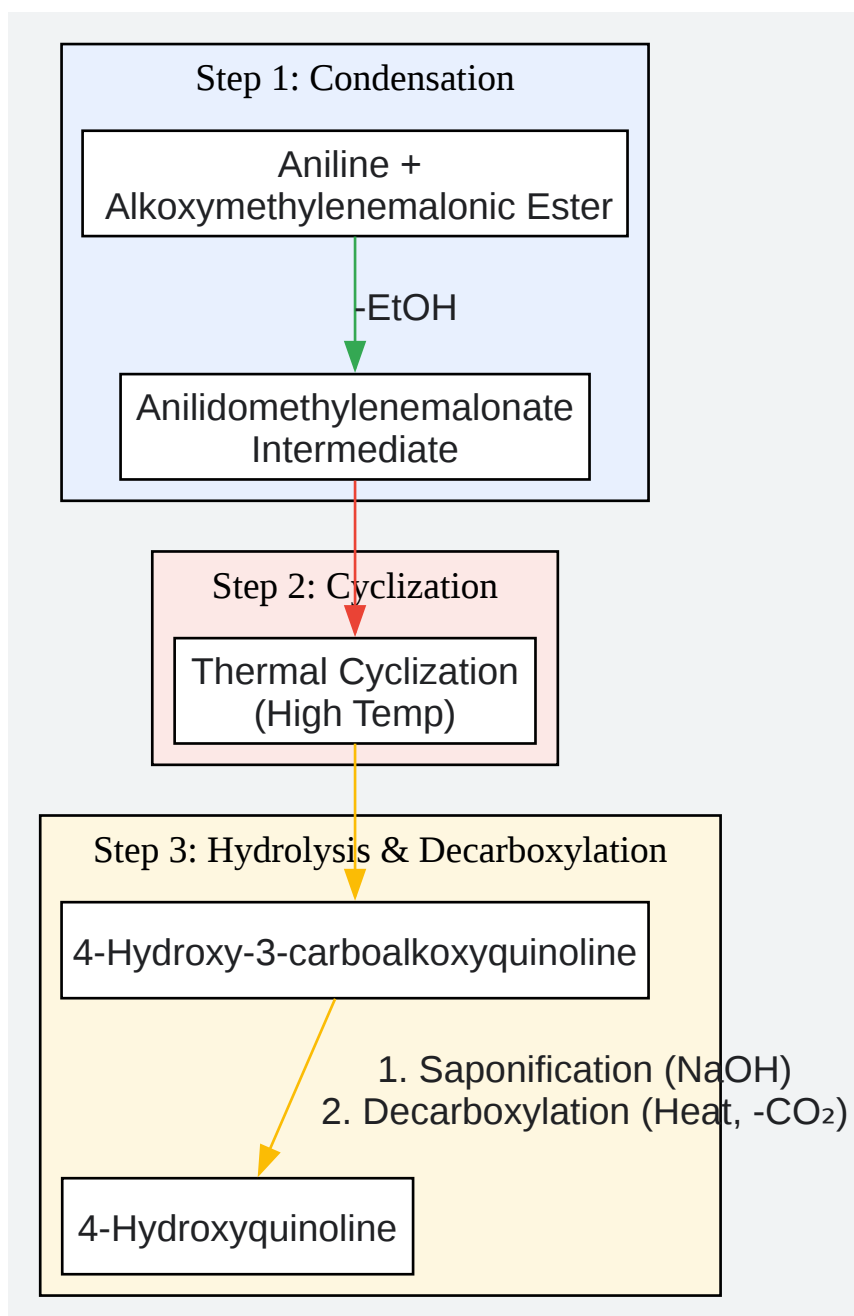 Step 1: Condensation
Aniline +
Alkoxymethylenemalonic Ester
-EtOH
Anilidomethylenemalonate
Intermediate
Step 2: Cyclization
Thermal Cyclization
(High Temp)
Step 3: Hydrolysis & Decarboxylation
4-Hydroxy-3-carboalkoxyquinoline
1. Saponification (NaOH)
2. Decarboxylation (Heat, -CO₂)
4-Hydroxyquinoline